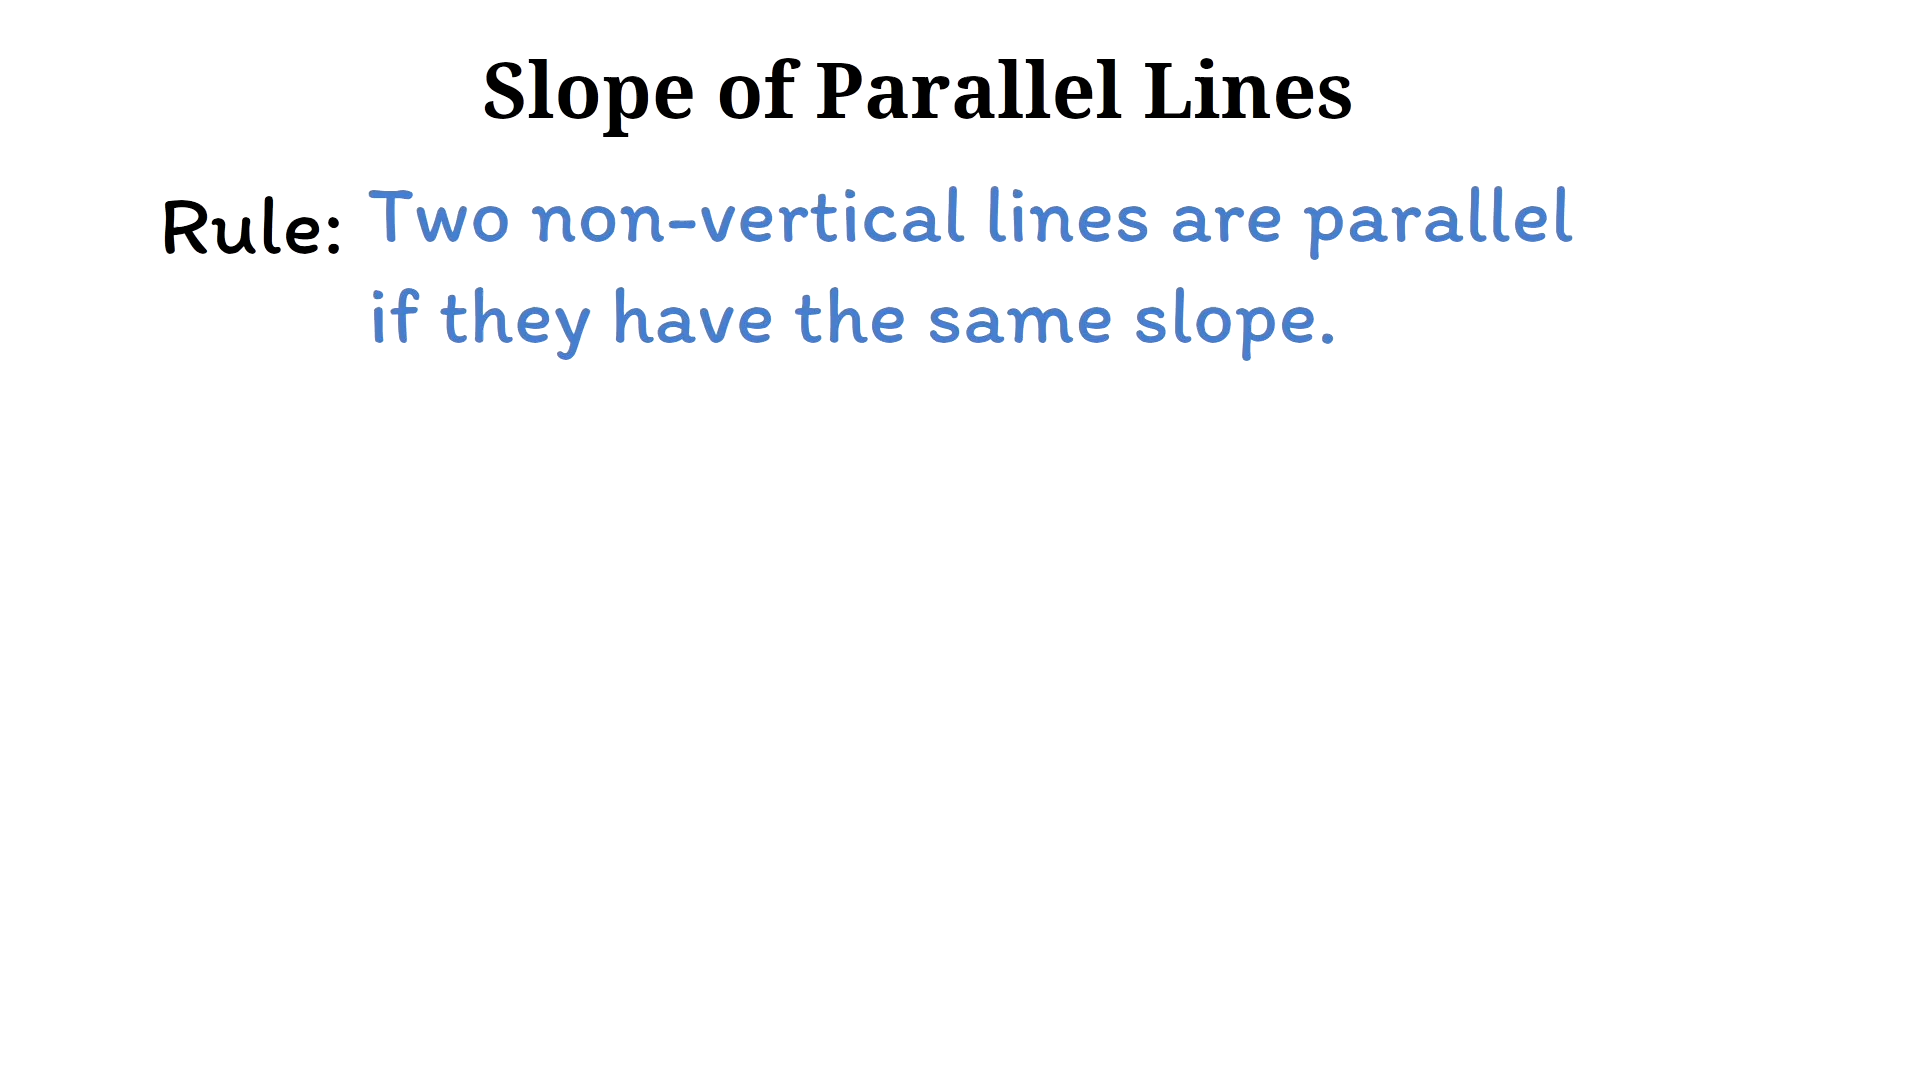 Slope of Parallel Lines
Rule: Two non-vertical lines are parallel
if they have the same slope.